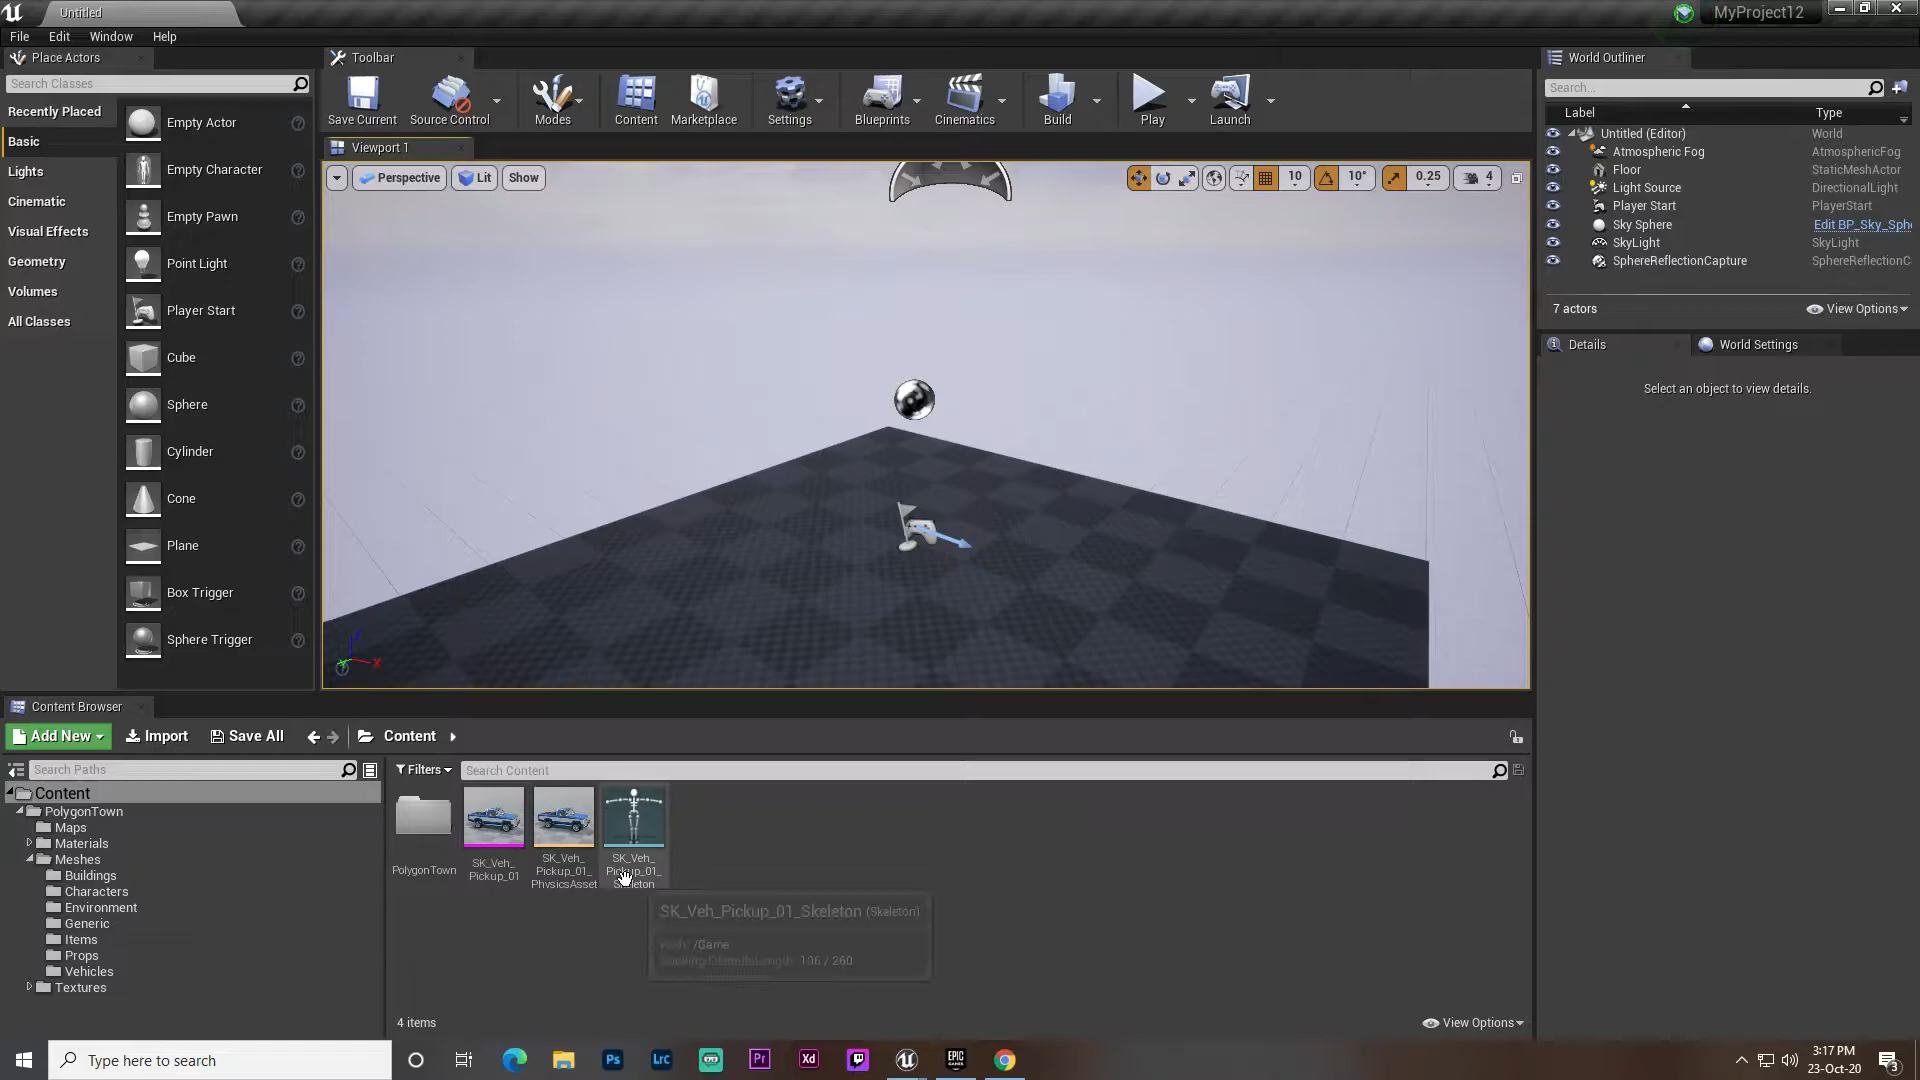 Untitled
MyProject12
File Edit Window Help
Place Actors
Search Classes
Recently Placed
Basic
Lights
Cinematic
Visual Effects
Geometry
Volumes
All Classes
Empty Actor
Empty Character
Empty Pawn
Point Light
Player Start
Cube
Sphere
Cylinder
Cone
Plane
Box Trigger
Sphere Trigger
Toolbar
Save Current Source Control Modes Content Marketplace Settings Blueprints Cinematics Build Play Launch
Viewport 1
Perspective Lit Show 10 10° 0.25 4
World Outliner
Search...
Label Type
Untitled (Editor) World
Atmospheric Fog AtmosphericFog
Floor StaticMeshActor
Light Source DirectionalLight
Player Start PlayerStart
Sky Sphere Edit BP_Sky_Sph
SkyLight SkyLight
SphereReflectionCapture SphereReflectionC
7 actors View Options
Details World Settings
Select an object to view details.
Content Browser
Add New Import Save All Content
Search Paths
Filters Search Content
Content
PolygonTown
Maps
Materials
Meshes
Buildings
Characters
Environment
Generic
Items
Props
Vehicles
Textures
PolygonTown
SK_Veh_
Pickup_01
SK_Veh_
Pickup_01_
PhysicsAsset
SK_Veh_
Pickup_01_
Skeleton
SK_Veh_Pickup_01_Skeleton (Skeleton)
/Game
106 / 260
4 items View Options
Type here to search
Ps Lrc Pr Xd EPIC GAMES
3:17 PM
23-Oct-20
3